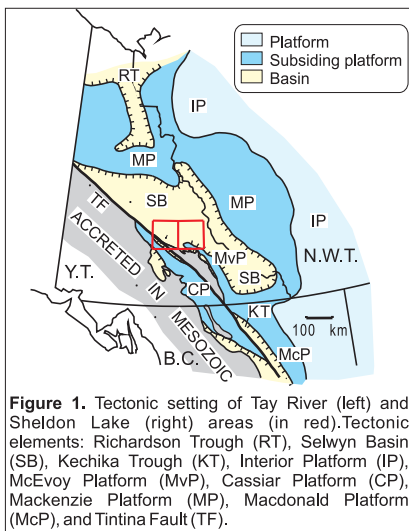 Platform
Subsiding platform
Basin
RT
IP
MP
SB
MP
TF
IP
MvP
N.W.T.
ACCRETED IN MESOZOIC
SB
Y.T.
CP
KT
100 km
B.C.
McP
Figure 1. Tectonic setting of Tay River (left) and
Sheldon Lake (right) areas (in red).Tectonic
elements: Richardson Trough (RT), Selwyn Basin
(SB), Kechika Trough (KT), Interior Platform (IP),
McEvoy Platform (MvP), Cassiar Platform (CP),
Mackenzie Platform (MP), Macdonald Platform
(McP), and Tintina Fault (TF).